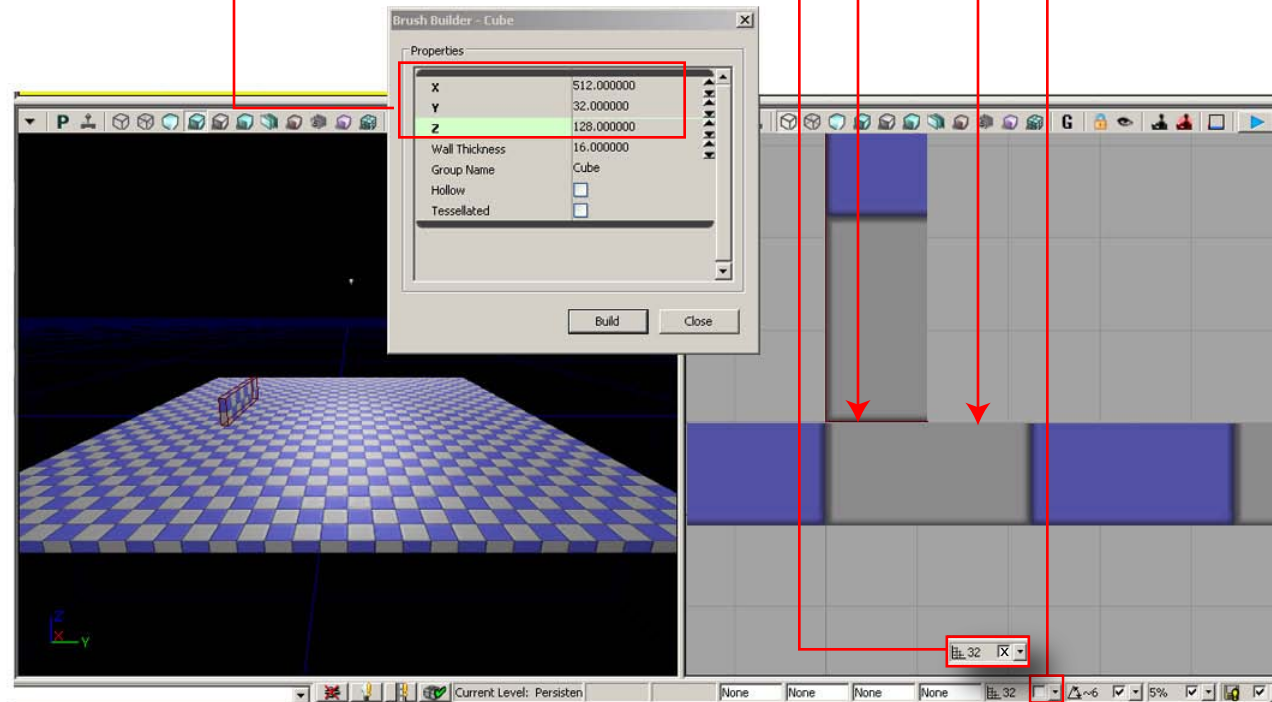 Brush Builder - Cube
Properties
X 512.000000
Y 32.000000
Z 128.000000
Wall Thickness 16.000000
Group Name Cube
Hollow
Tessellated
Build Close
P
G
Z
X Y
32 X
Current Level: Persisten
None None None None 32 ~6 5%